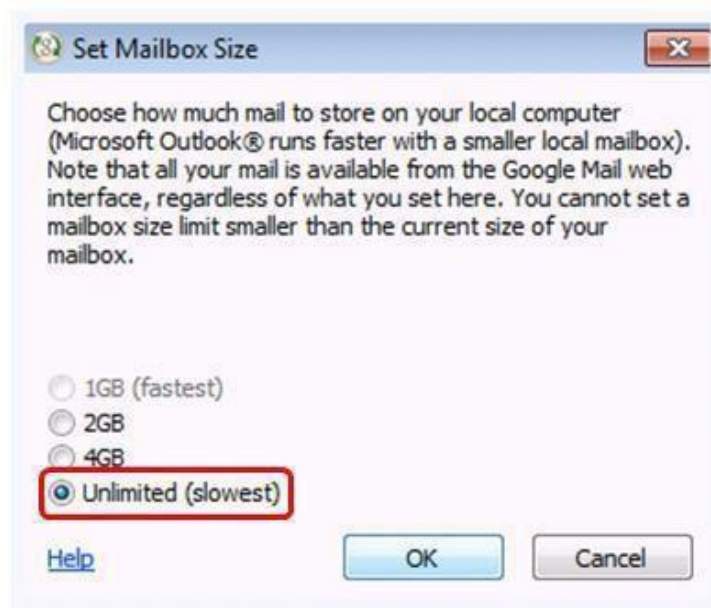 Set Mailbox Size
Choose how much mail to store on your local computer
(Microsoft Outlook® runs faster with a smaller local mailbox).
Note that all your mail is available from the Google Mail web
interface, regardless of what you set here. You cannot set a
mailbox size limit smaller than the current size of your
mailbox.
1GB (fastest)
2GB
4GB
Unlimited (slowest)
Help OK Cancel